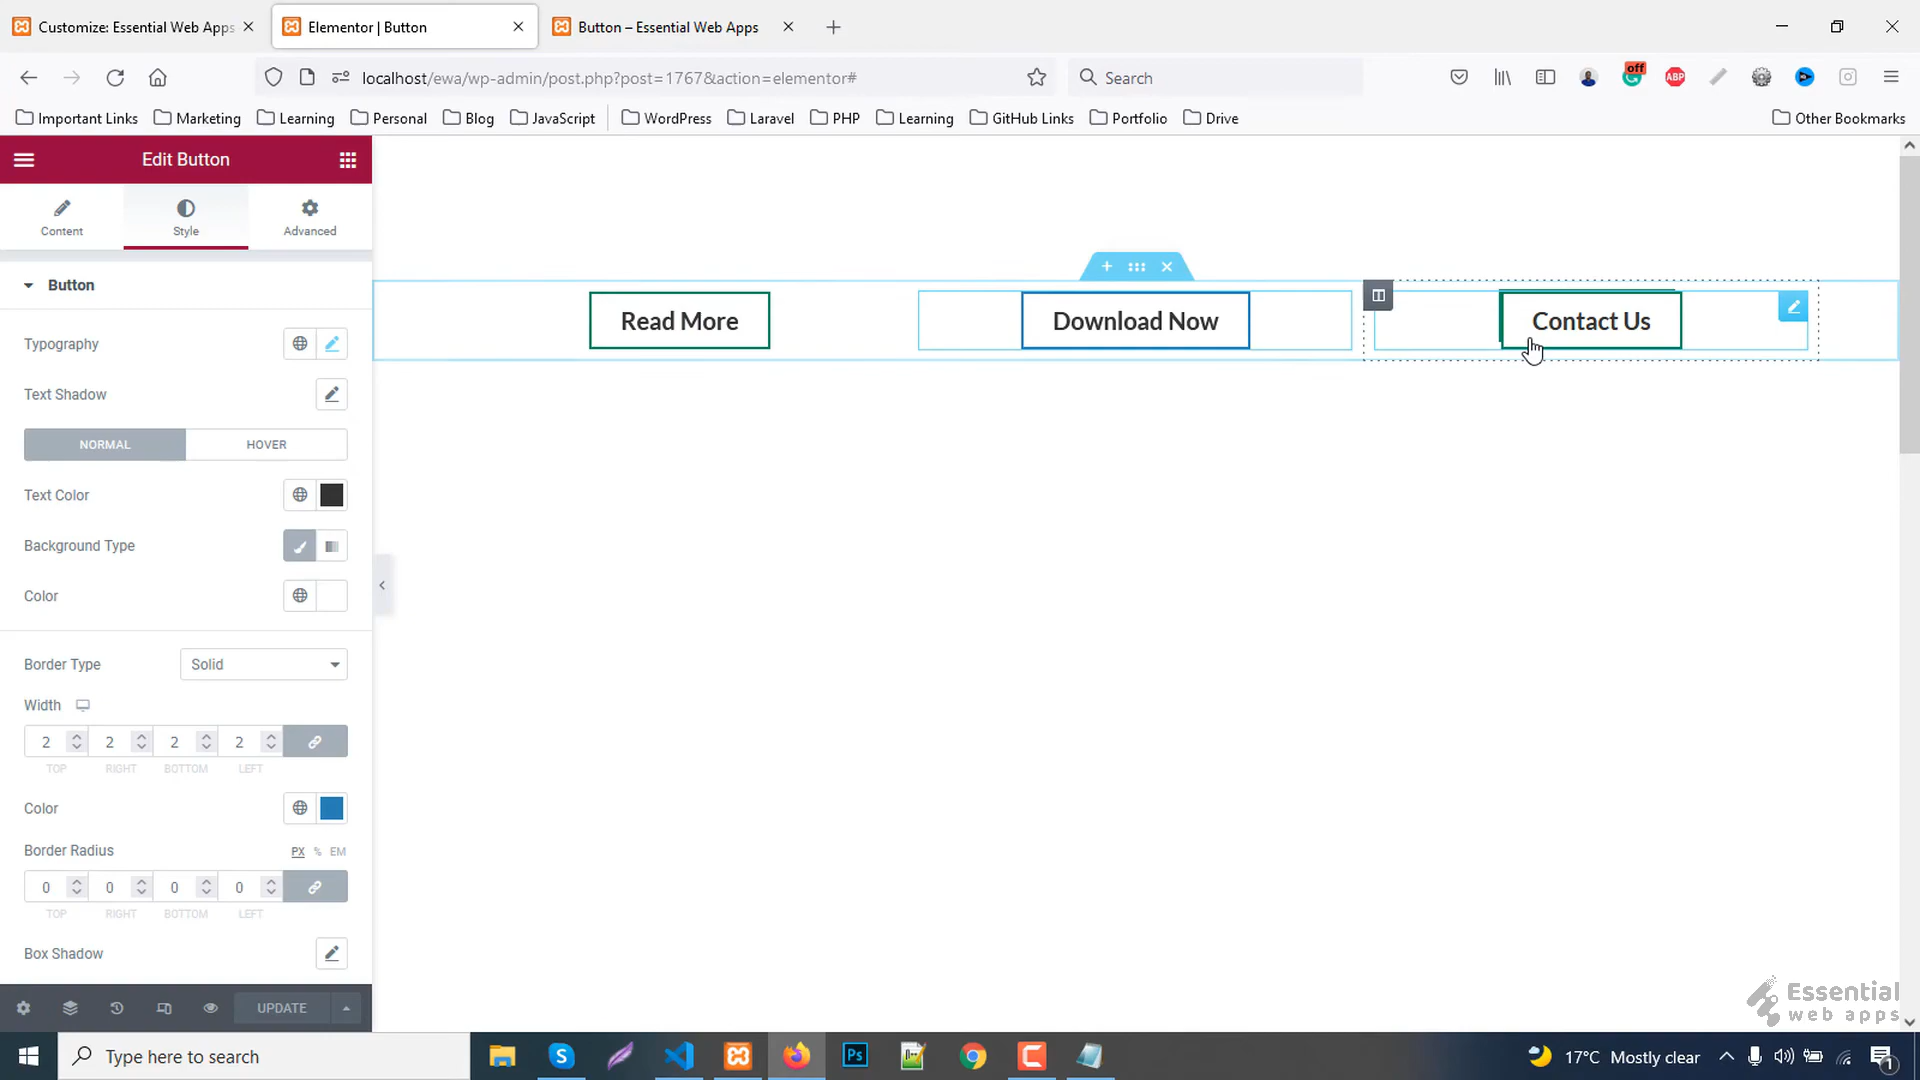 Customize: Essential Web Apps
Elementor | Button
Button – Essential Web Apps
localhost/ewa/wp-admin/post.php?post=1767&action=elementor#
Search
off
ABP
Important Links
Marketing
Learning
Personal
Blog
JavaScript
WordPress
Laravel
PHP
Learning
GitHub Links
Portfolio
Drive
Other Bookmarks
Edit Button
Content
Style
Advanced
Button
Typography
Text Shadow
NORMAL
HOVER
Text Color
Background Type
Color
Border Type
Solid
Width
2 2 2 2
TOP RIGHT BOTTOM LEFT
Color
Border Radius
PX % EM
0 0 0 0
TOP RIGHT BOTTOM LEFT
Box Shadow
UPDATE
Read More
Download Now
Contact Us
Essential
web apps
Type here to search
S
Ps
C
17°C Mostly clear
1